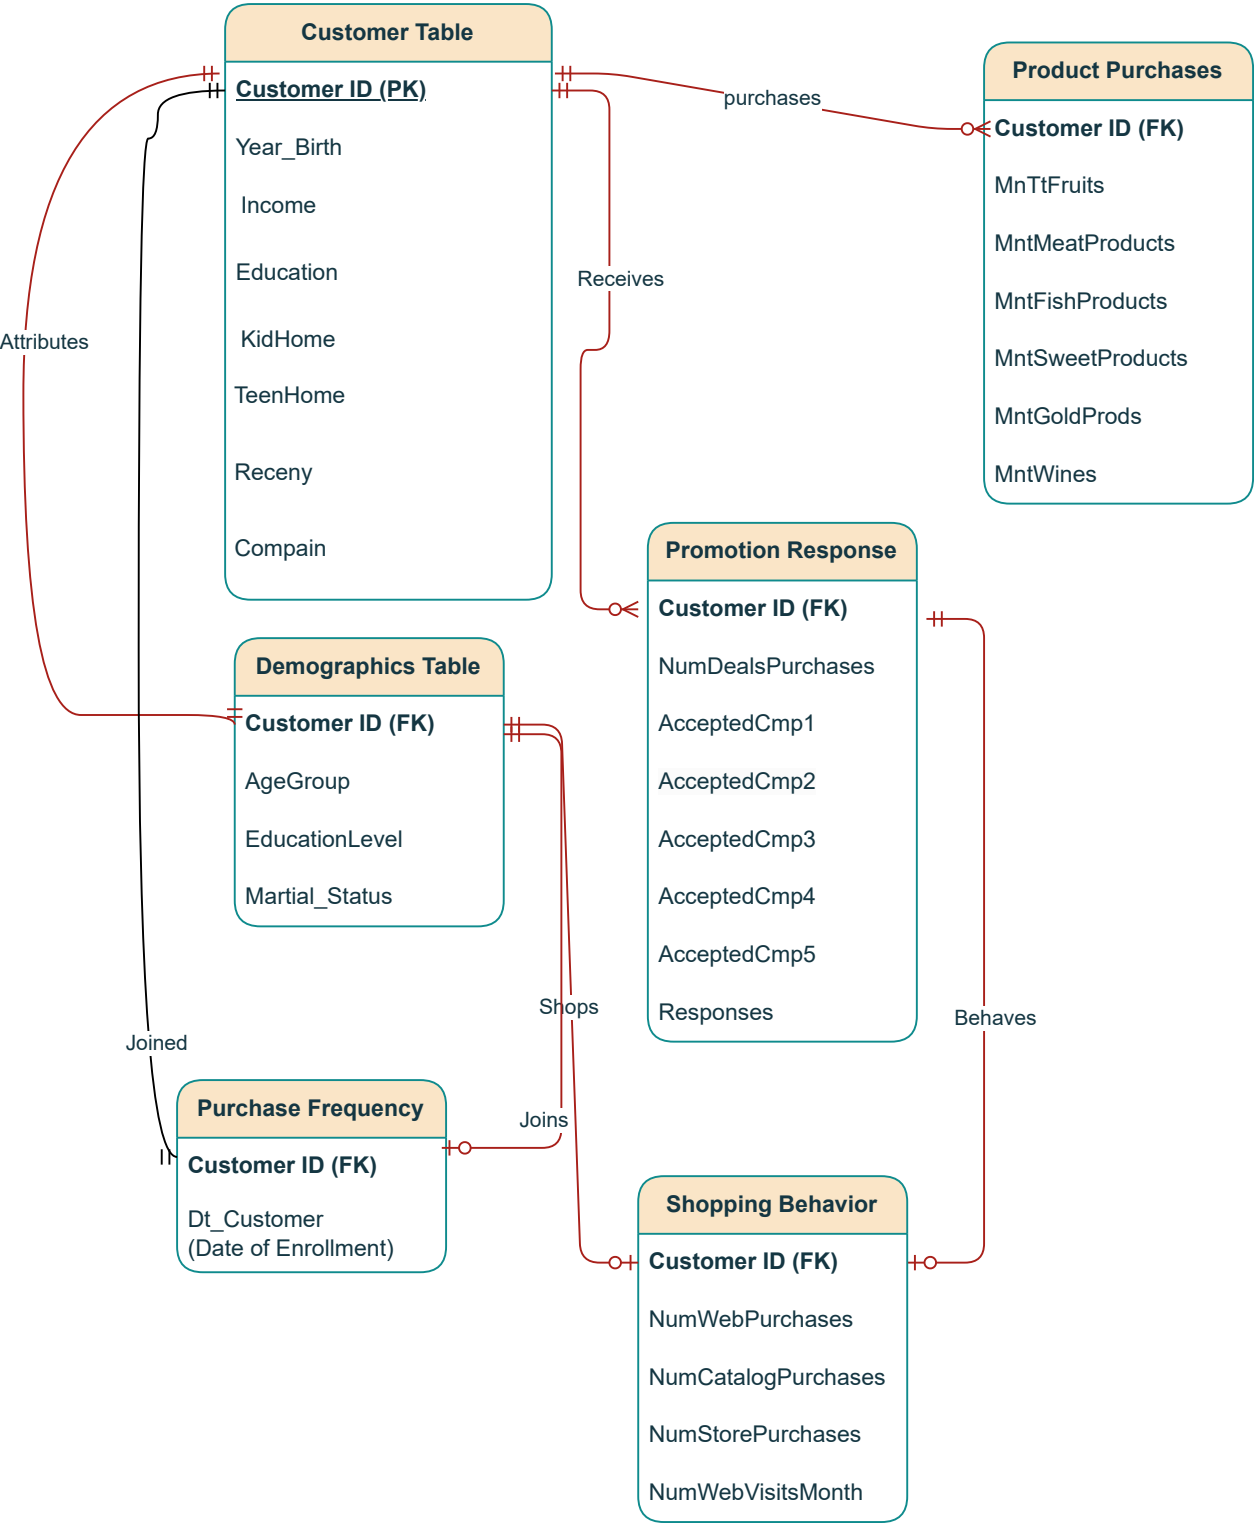 Customer Table
Customer ID (PK)
Year_Birth
Income
Education
KidHome
TeenHome
Receny
Compain
Product Purchases
Customer ID (FK)
MnTtFruits
MntMeatProducts
MntFishProducts
MntSweetProducts
MntGoldProds
MntWines
purchases
Receives
Attributes
Promotion Response
Customer ID (FK)
NumDealsPurchases
AcceptedCmp1
AcceptedCmp2
AcceptedCmp3
AcceptedCmp4
AcceptedCmp5
Responses
Demographics Table
Customer ID (FK)
AgeGroup
EducationLevel
Martial_Status
Shops
Behaves
Joined
Joins
Purchase Frequency
Customer ID (FK)
Dt_Customer
(Date of Enrollment)
Shopping Behavior
Customer ID (FK)
NumWebPurchases
NumCatalogPurchases
NumStorePurchases
NumWebVisitsMonth